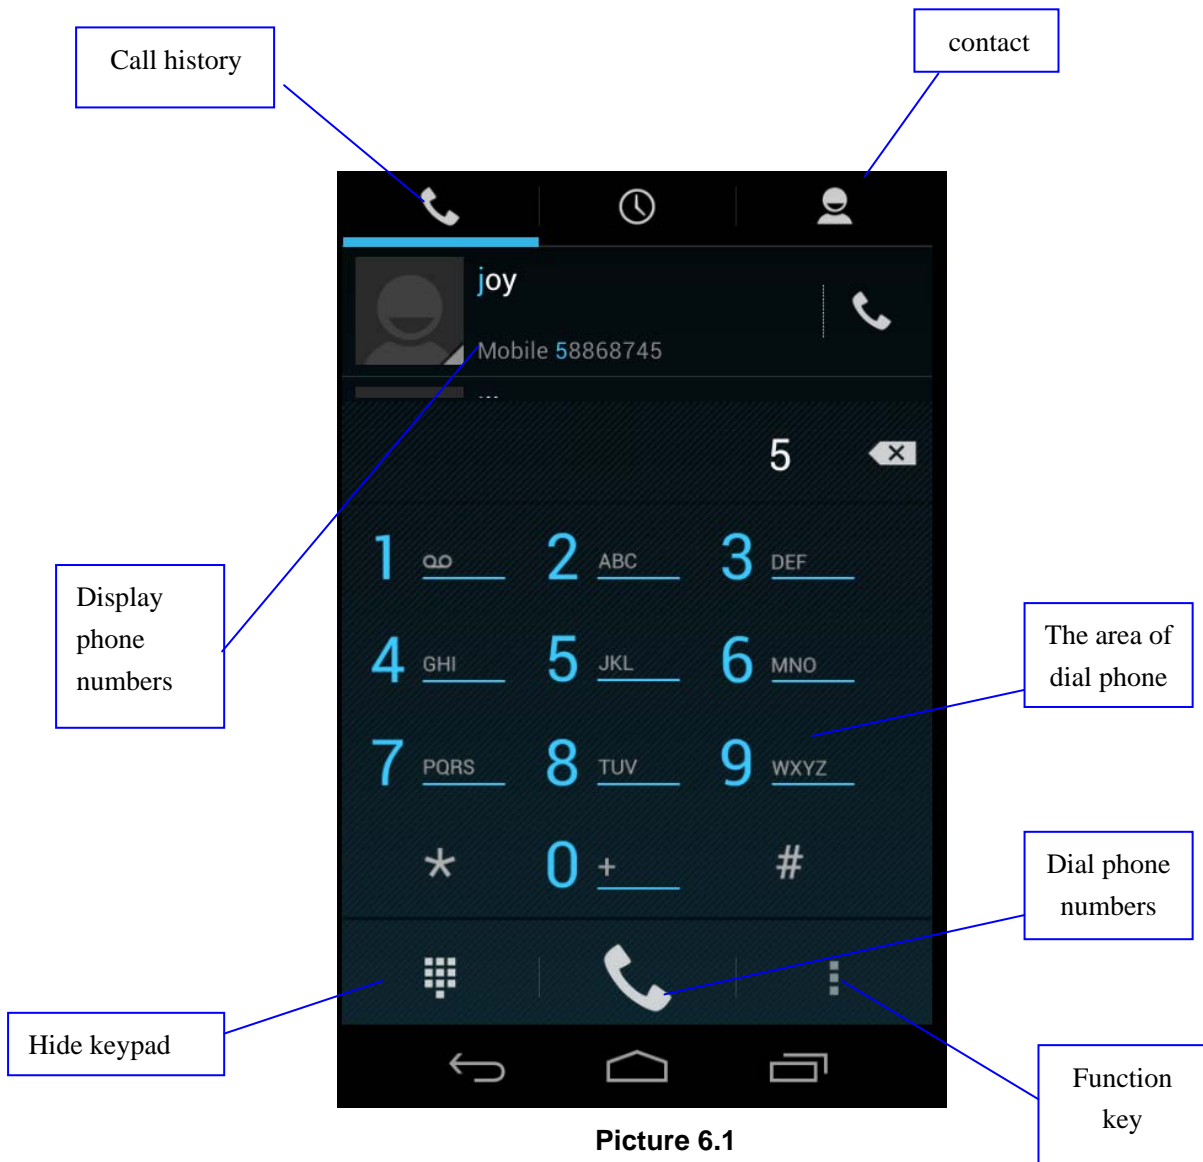 Call history
contact
joy
Mobile 58868745
5
1
2 ABC
3 DEF
4 GHI
5 JKL
6 MNO
7 PQRS
8 TUV
9 WXYZ
*
0 +
#
Display
phone
numbers
The area of
dial phone
Dial phone
numbers
Hide keypad
Function
key
Picture 6.1